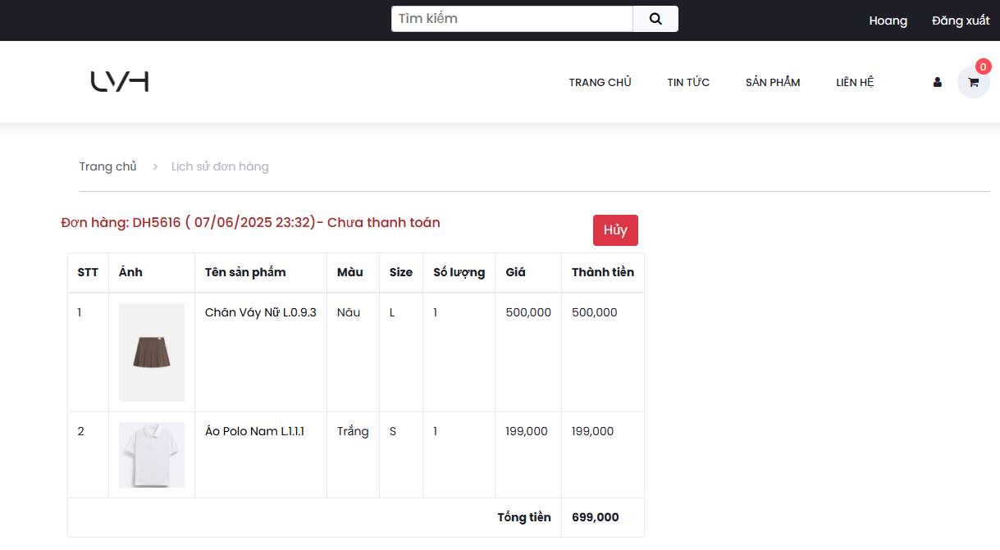 Tìm kiếm
Hoang Đăng xuất
LVH
TRANG CHỦ TIN TỨC SẢN PHẨM LIÊN HỆ 0
Trang chủ > Lịch sử đơn hàng
Đơn hàng: DH5616 ( 07/06/2025 23:32)- Chưa thanh toán
Hủy
STT Ảnh Tên sản phẩm Màu Size Số lượng Giá Thành tiền
1 Chân Váy Nữ L.0.9.3 Nâu L 1 500,000 500,000
2 Áo Polo Nam L.1.1.1 Trắng S 1 199,000 199,000
Tổng tiền 699,000